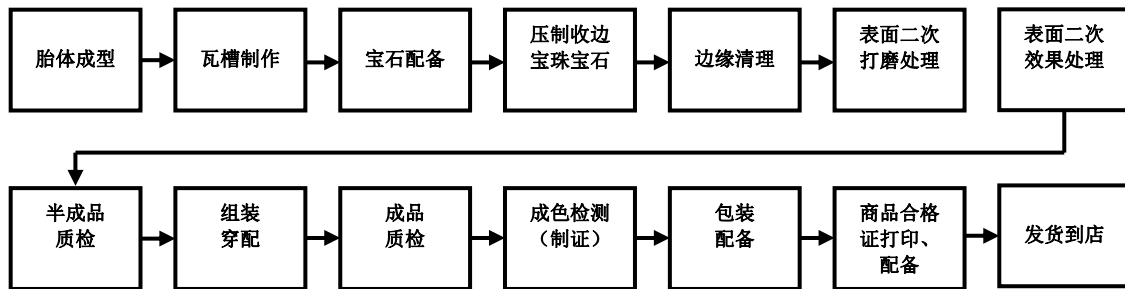 胎体成型
瓦槽制作
宝石配备
压制收边
宝珠宝石
边缘清理
表面二次
打磨处理
表面二次
效果处理
半成品
质检
组装
穿配
成品
质检
成色检测
（制证）
包装
配备
商品合格
证打印、
配备
发货到店